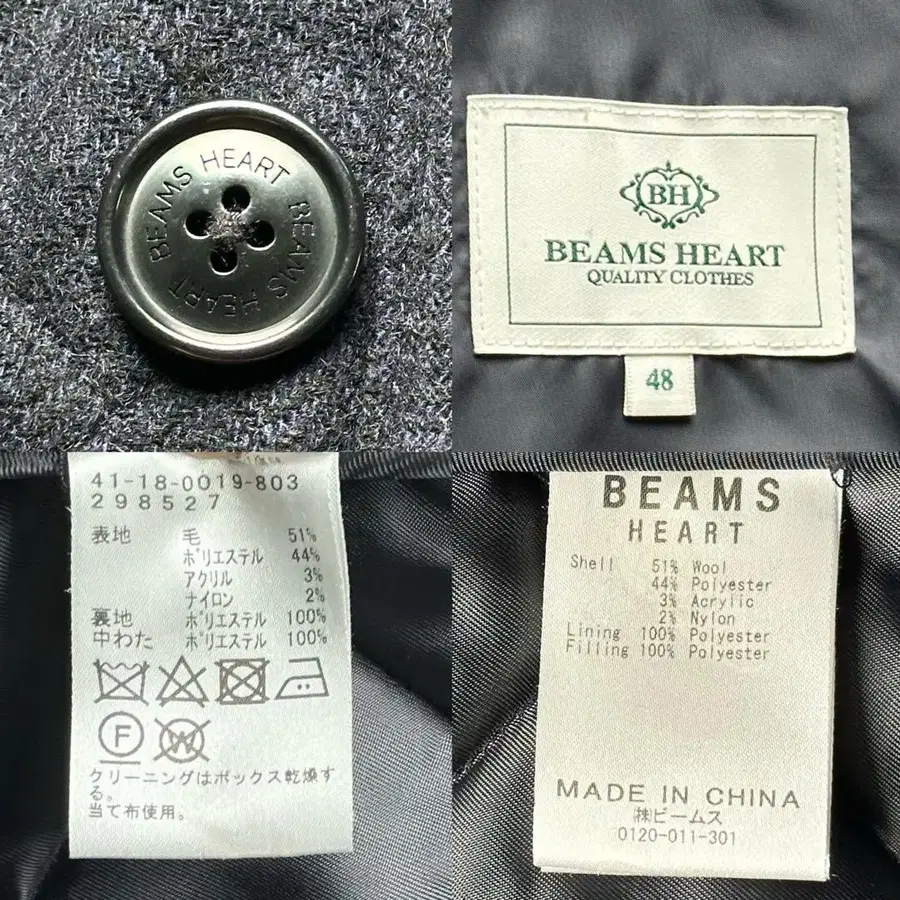 BEAMS HEART BEAMS HEART
BH
BEAMS HEART
QUALITY CLOTHES
48
41-18-0019-803
298527
表地 毛 51%
ポリエステル 44%
アクリル 3%
ナイロン 2%
裏地 ポリエステル 100%
中わた ポリエステル 100%
F W
クリーニングはボックス乾燥す
る。
当て布使用。
BEAMS
HEART
Shell 51% Wool
44% Polyester
3% Acrylic
2% Nylon
Lining 100% Polyester
Filling 100% Polyester
MADE IN CHINA
㈱ビームス
0120-011-301